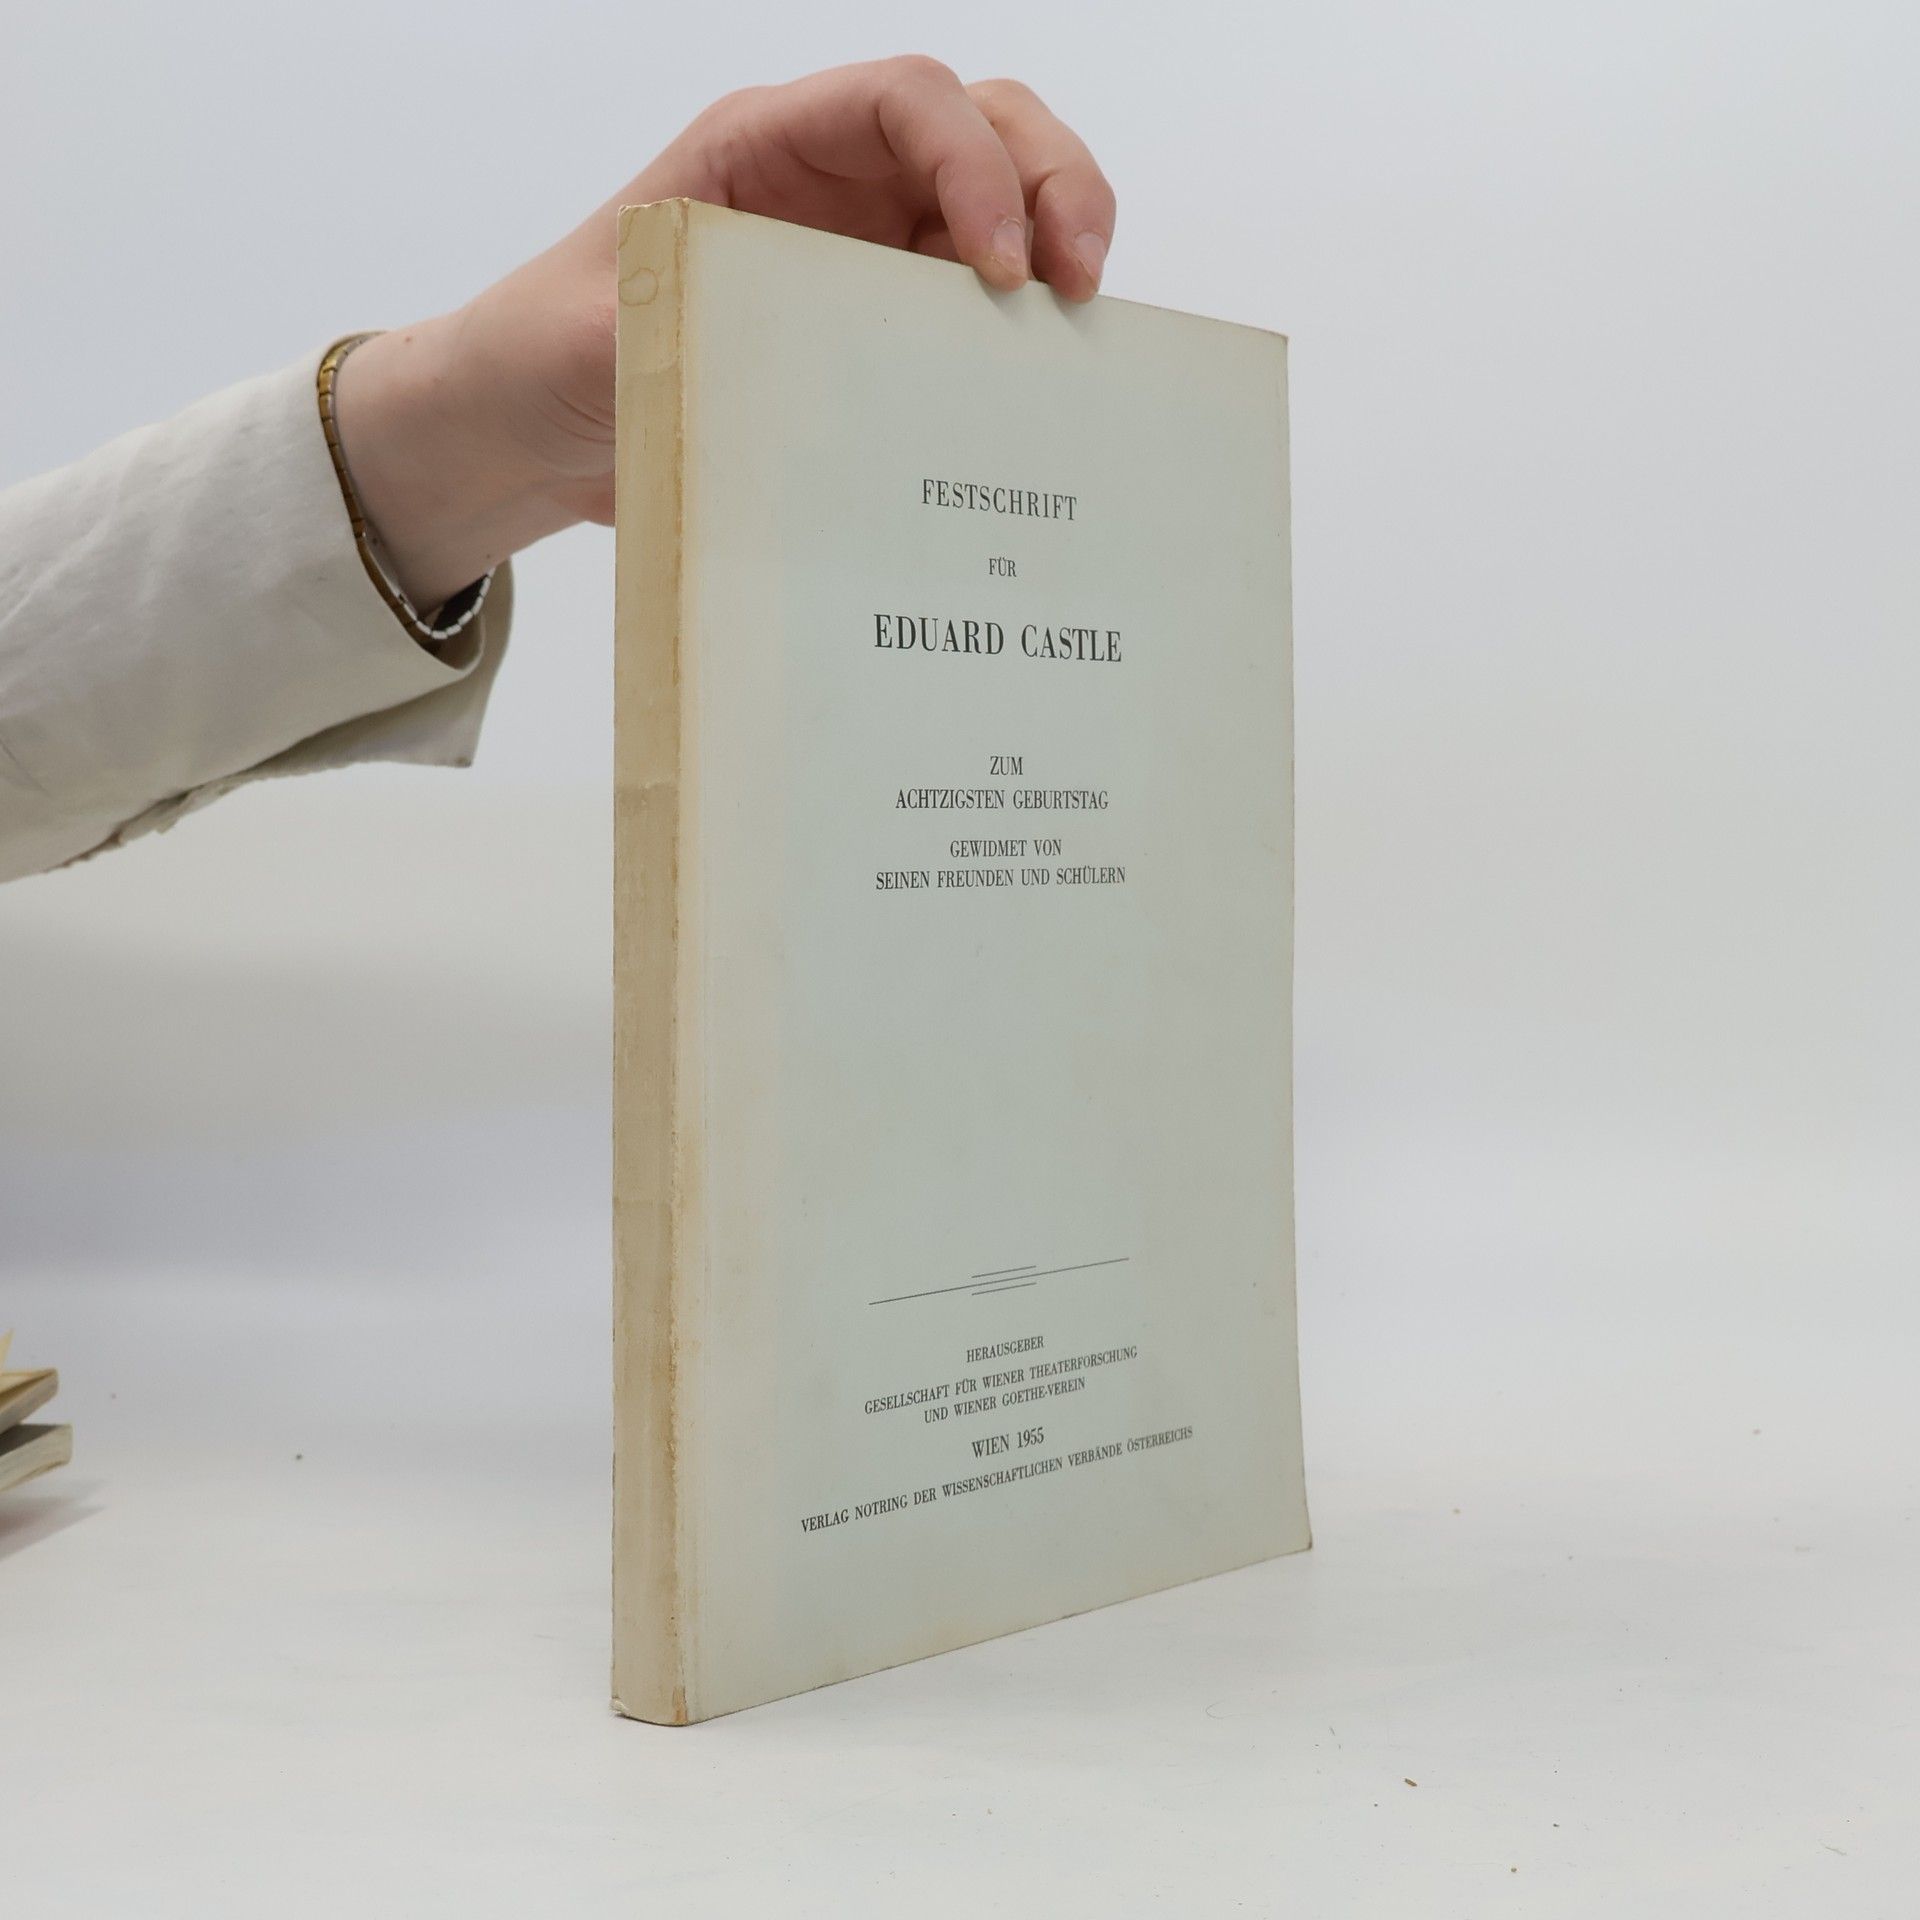 FESTSCHRIFT
FÜR
EDUARD CASTLE
ZUM
ACHTZIGSTEN GEBURTSTAG
GEWIDMET VON
SEINEN FREUNDEN UND SCHÜLERN
HERAUSGEBER
GESELLSCHAFT FÜR WIENER THEATERFORSCHUNG
UND WIENER GOETHE-VEREIN
WIEN 1955
VERLAG NOTRING DER WISSENSCHAFTLICHEN VERBÄNDE ÖSTERREICHS